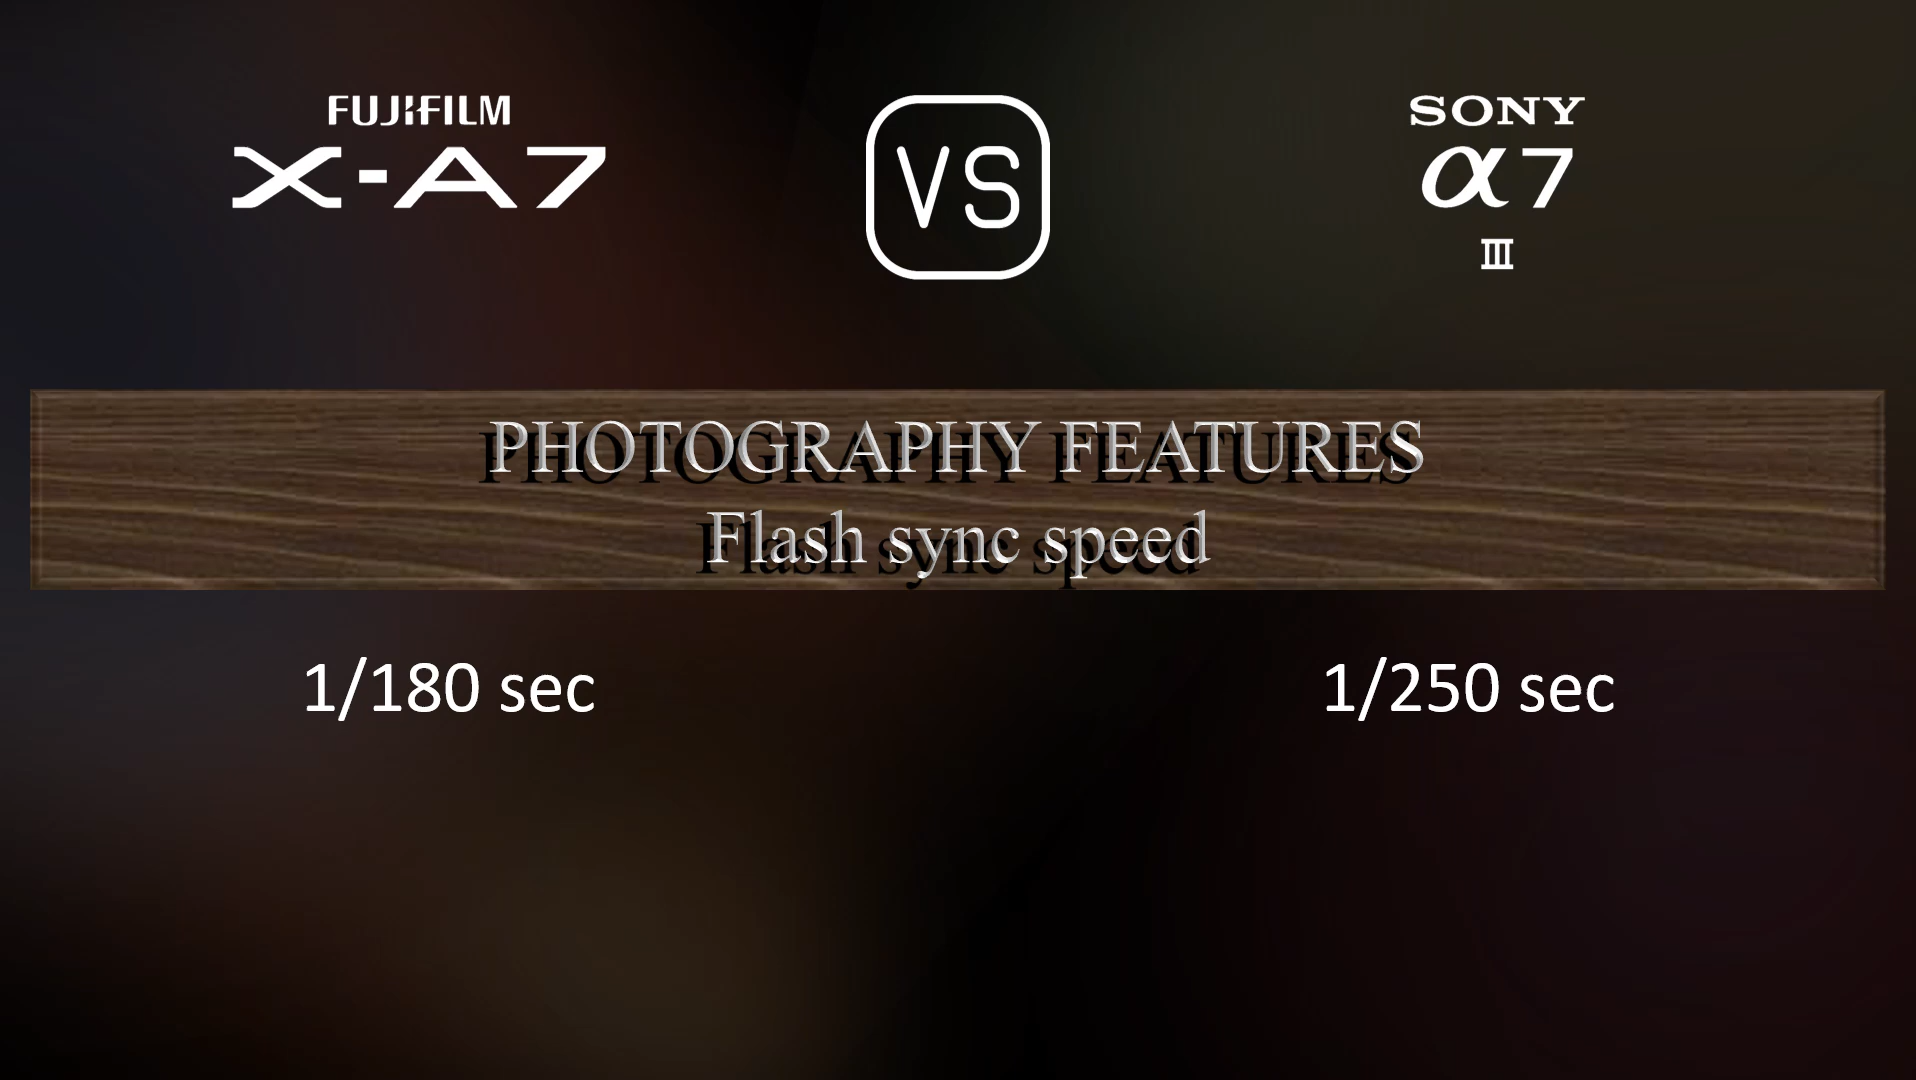 FUJIFILM
X-A7
VS
SONY
α7
III
PHOTOGRAPHY FEATURES
Flash sync speed
1/180 sec
1/250 sec